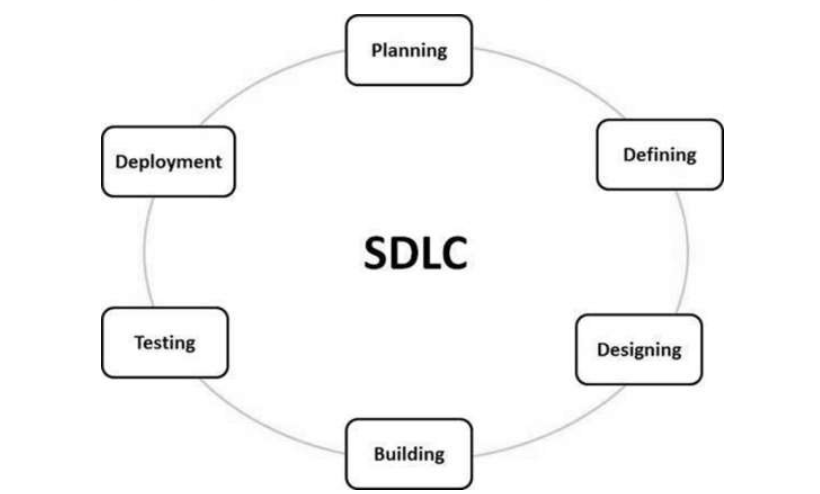 Planning
Defining
Designing
Building
Testing
Deployment
SDLC